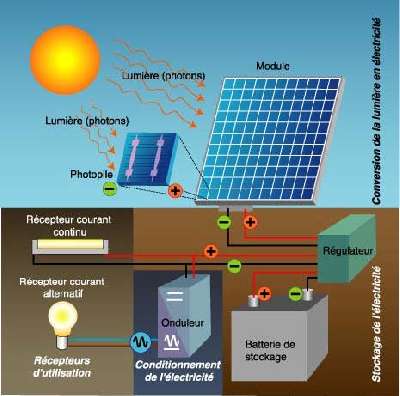 Lumière (photons)
Module
Lumière (photons)
Photopile
Conversion de la lumière en électricité
Récepteur courant
continu
Régulateur
Récepteur courant
alternatif
Onduleur
Batterie de
stockage
Récepteurs
d'utilisation
Conditionnement
de l'électricité
Stockage de l'électricité